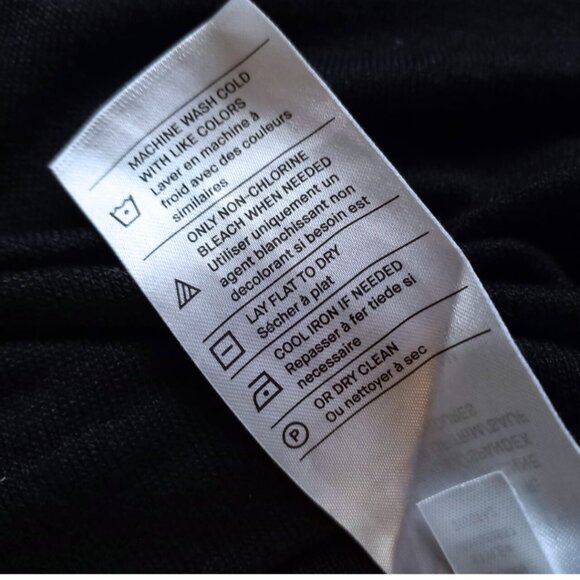 MACHINE WASH COLD
WITH LIKE COLORS
Laver en machine à
froid avec des couleurs
similaires
ONLY NON-CHLORINE
BLEACH WHEN NEEDED
Utiliser uniquement un
agent blanchissant non
decolorant si besoin est
LAY FLAT TO DRY
Sécher à plat
COOL IRON IF NEEDED
Repasser à fer tiede si
necessaire
P
OR DRY CLEAN
Ou nettoyer à sec